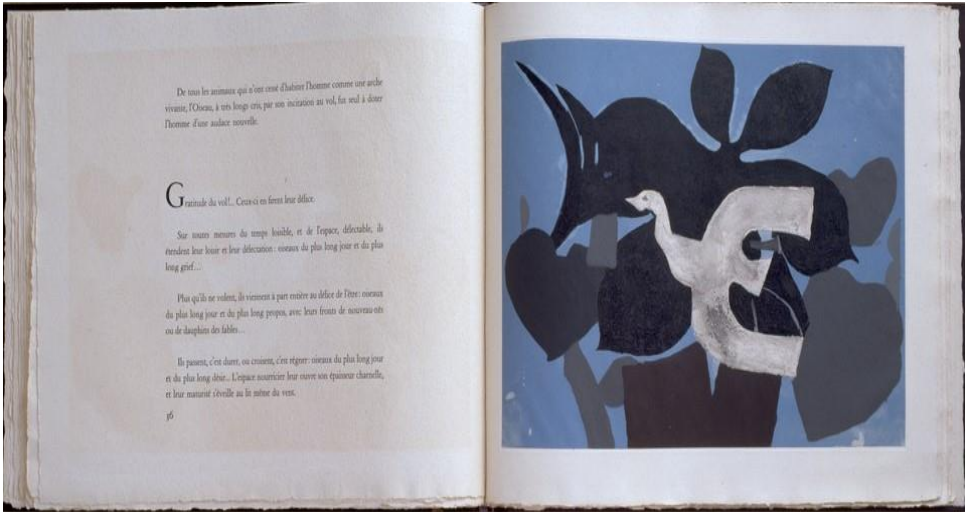 De tous les animaux qui n'ont cessé d'habiter l'homme comme une arche
vivante, l'Oiseau, à très longs cris, par son incitation au vol, fut seul à doter
l'homme d'une audace nouvelle.
Gratitude du vol!... Ceux-ci en firent leur délice.
Sur toutes mesures du temps loisible, et de l'espace, délectable, ils
étendent leur loisir et leur délectation : oiseaux du plus long jour et du plus
long grief...
Plus qu'ils ne volent, ils viennent à part entière au délice de l'être : oiseaux
du plus long jour et du plus long propos, avec leurs fronts de nouveau-nés
ou de dauphins des fables...
Ils passent, c'est durer, ou croisent, c'est régner : oiseaux du plus long jour
et du plus long désir... L'espace nourricier leur ouvre son épaisseur charnelle,
et leur maturité s'éveille au lit même du vent.
36